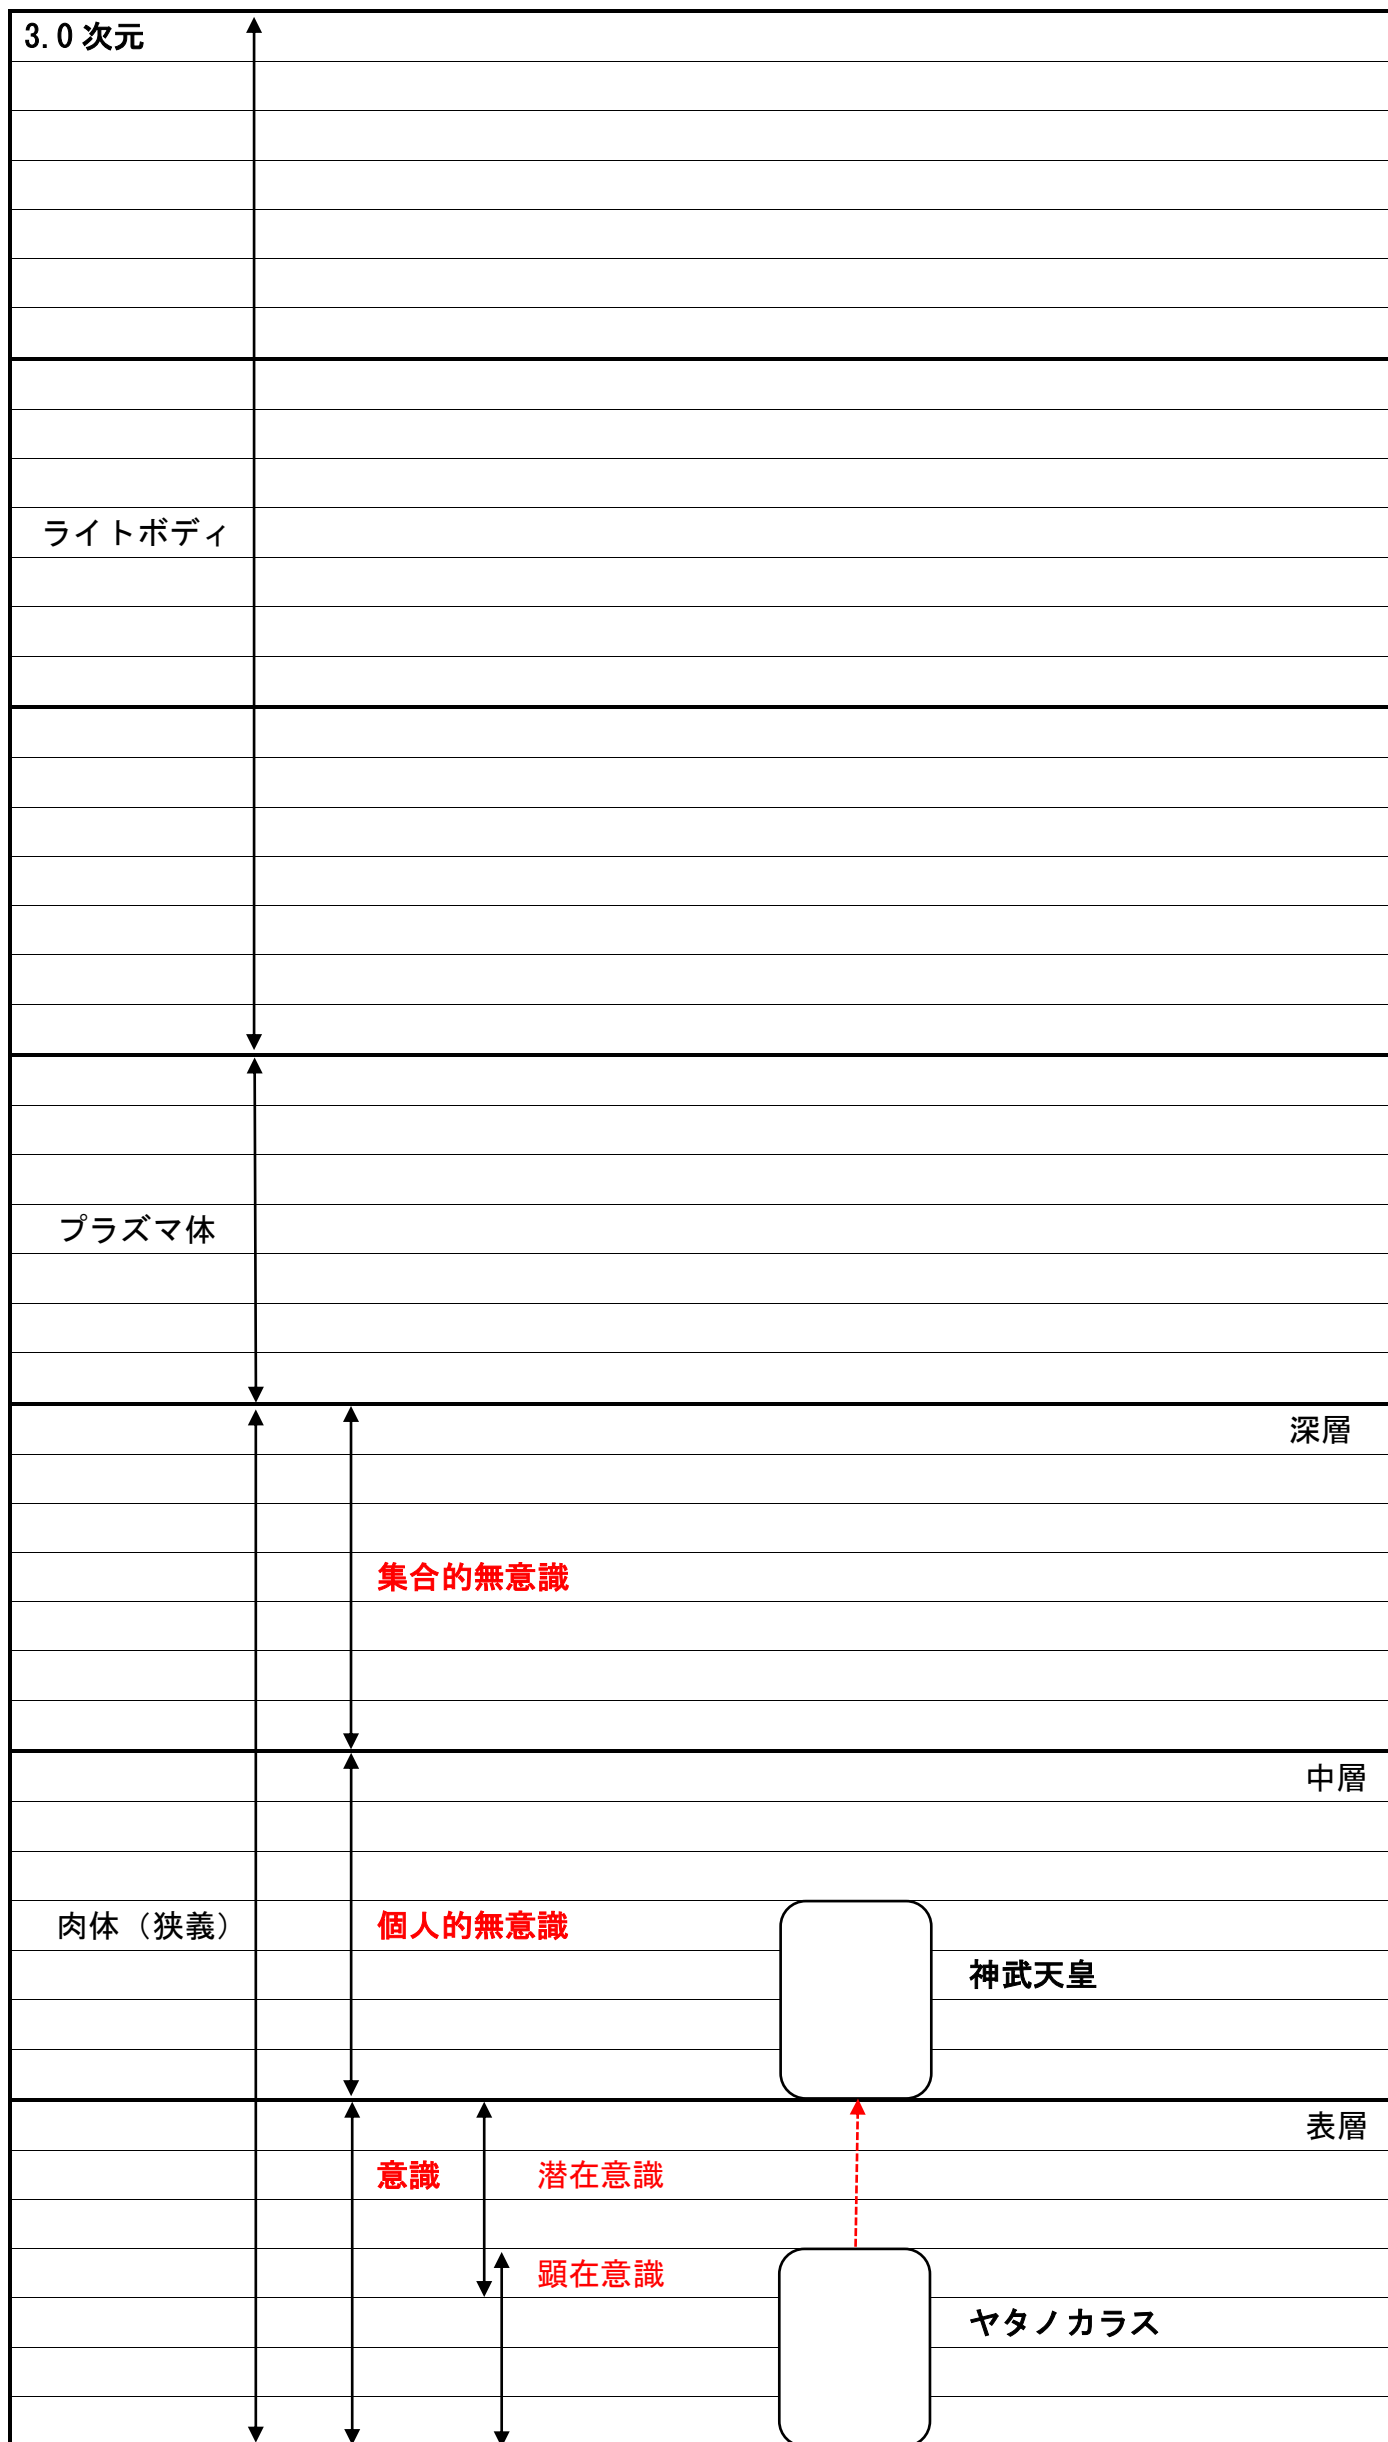 3.0次元
ライトボディ
プラズマ体
深層
集合的無意識
中層
肉体（狭義）
個人的無意識
神武天皇
表層
意識
潜在意識
顕在意識
ヤタノカラス